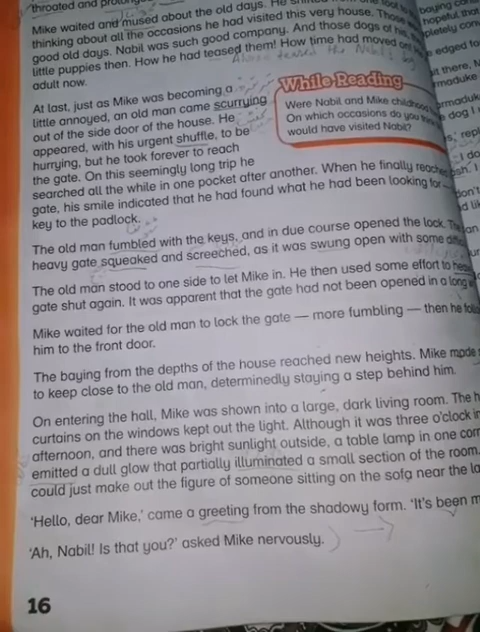 throated and
Mike waited and mused about the old days. He
thinking about all the occasions he had visited this very house. Those
good old days. Nabil was such good company. And those dogs of his,
little puppies then. How he had teased them! How time had moved on!
adult now.
At last, just as Mike was becoming a
little annoyed, an old man came scurrying
out of the side door of the house. He
appeared, with his urgent shuffle, to be
hurrying, but he took forever to reach
the gate. On this seemingly long trip he
searched all the while in one pocket after another. When he finally reached
gate, his smile indicated that he had found what he had been looking for —
key to the padlock.
While Reading
Were Nabil and Mike childhood
On which occasions do you think
would have visited Nabil?
The old man fumbled with the keys, and in due course opened the lock. The
heavy gate squeaked and screeched, as it was swung open with some
The old man stood to one side to let Mike in. He then used some effort to
gate shut again. It was apparent that the gate had not been opened in a long
Mike waited for the old man to lock the gate — more fumbling — then he
him to the front door.
The baying from the depths of the house reached new heights. Mike made
to keep close to the old man, determinedly staying a step behind him.
On entering the hall, Mike was shown into a large, dark living room. The
curtains on the windows kept out the light. Although it was three o'clock in
afternoon, and there was bright sunlight outside, a table lamp in one
emitted a dull glow that partially illuminated a small section of the room.
could just make out the figure of someone sitting on the sofa near the
'Hello, dear Mike,' came a greeting from the shadowy form. 'It's been
'Ah, Nabil! Is that you?' asked Mike nervously.
16